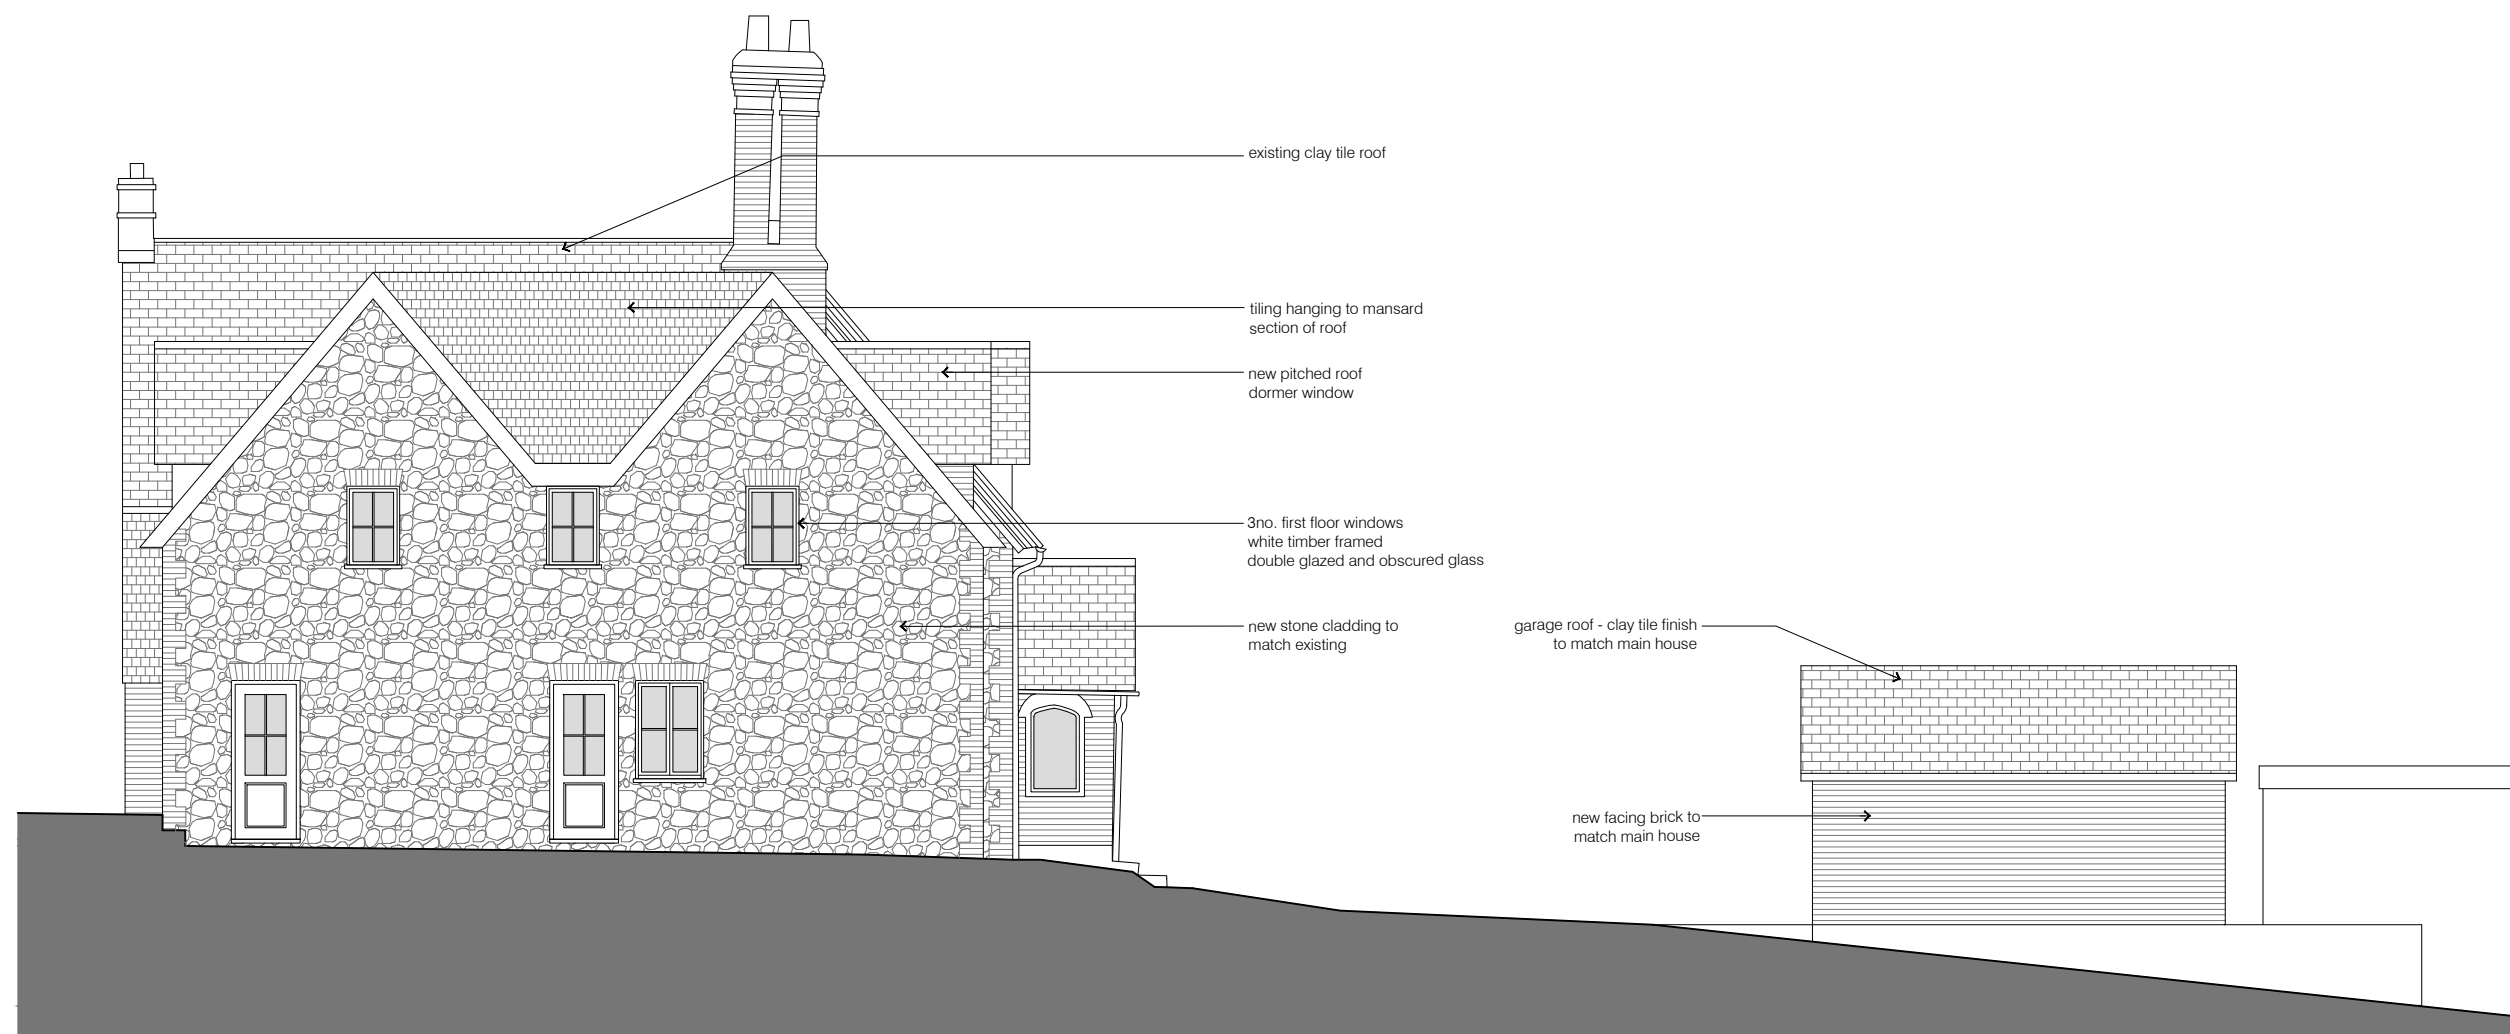 existing clay tile roof
tiling hanging to mansard
section of roof
new pitched roof
dormer window
3no. first floor windows
white timber framed
double glazed and obscured glass
new stone cladding to
match existing
garage roof - clay tile finish
to match main house
new facing brick to
match main house